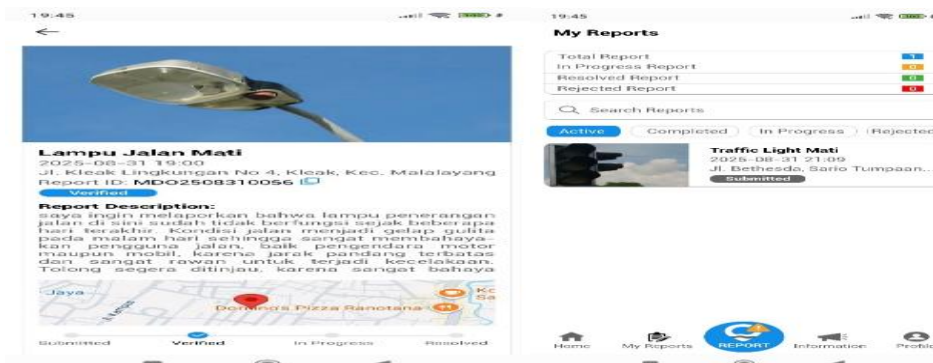 19:45
Lampu Jalan Mati
2025-08-31 19:00
Jl. Kleak Lingkungan No 4, Kleak, Kec. Malalayang
Report ID: MDO2508310056
Verified
Report Description:
saya ingin melaporkan bahwa lampu penerangan
jalan di sini sudah tidak berfungsi sejak beberapa
hari terakhir. Kondisi jalan menjadi gelap gulita
pada malam hari sehingga sangat membahaya-
kan pengguna jalan, baik pengendara motor
maupun mobil, karena jarak pandang terbatas
dan sangat rawan untuk terjadi kecelakaan.
Tolong segera ditinjau, karena sangat bahaya
Jaya
Domino's Pizza Ranotana
Submitted Verified In Progress Resolved
19:45
My Reports
Total Report 1
In Progress Report 0
Resolved Report 0
Rejected Report 0
Search Reports
Active Completed In Progress Rejected
Traffic Light Mati
2025-08-31 21:09
Jl. Bethesda, Sario Tumpaan..
Submitted
Home My Reports REPORT Information Profile